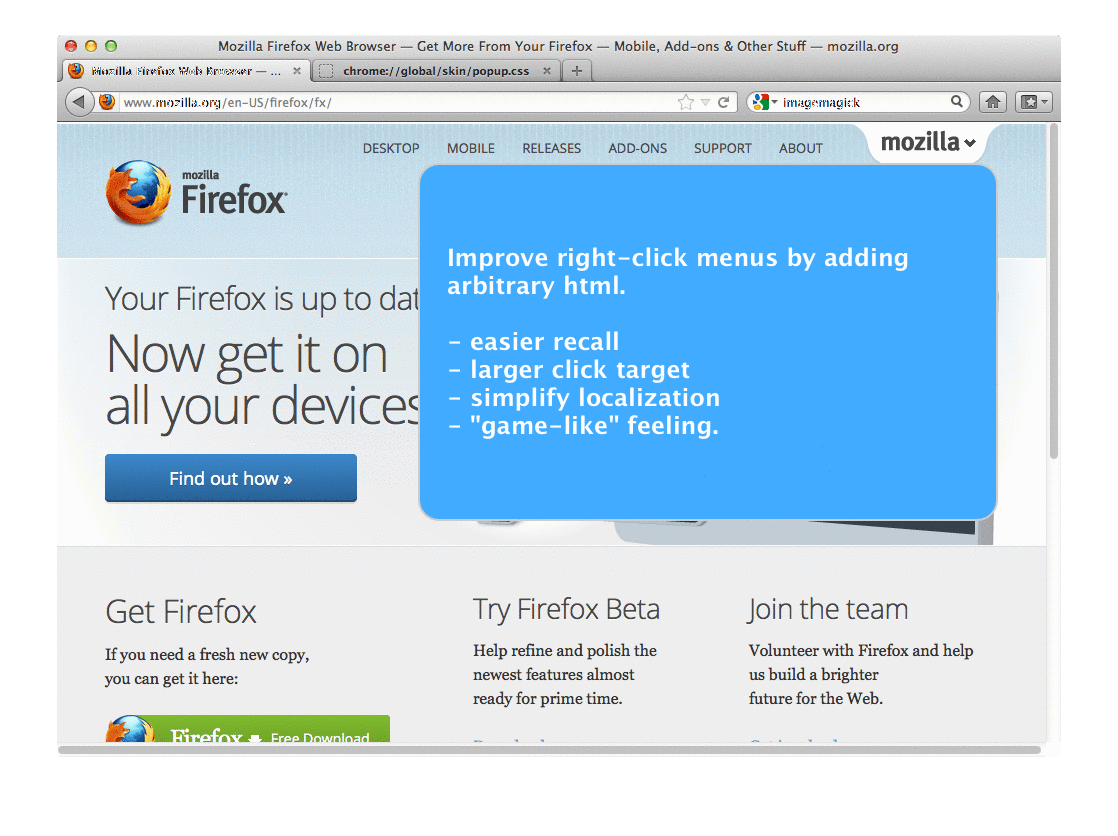 Mozilla Firefox Web Browser — Get More From Your Firefox — Mobile, Add-ons & Other Stuff — mozilla.org
Mozilla Firefox Web Browser — ...
chrome://global/skin/popup.css
www.mozilla.org/en-US/firefox/fx/
imagemagick
DESKTOP MOBILE RELEASES ADD-ONS SUPPORT ABOUT
mozilla
mozilla
Firefox
Improve right-click menus by adding
arbitrary html.
- easier recall
- larger click target
- simplify localization
- "game-like" feeling.
Your Firefox is up to dat
Now get it on
all your devices
Find out how »
Get Firefox
If you need a fresh new copy,
you can get it here:
Firefox Free Download
Try Firefox Beta
Help refine and polish the
newest features almost
ready for prime time.
Join the team
Volunteer with Firefox and help
us build a brighter
future for the Web.